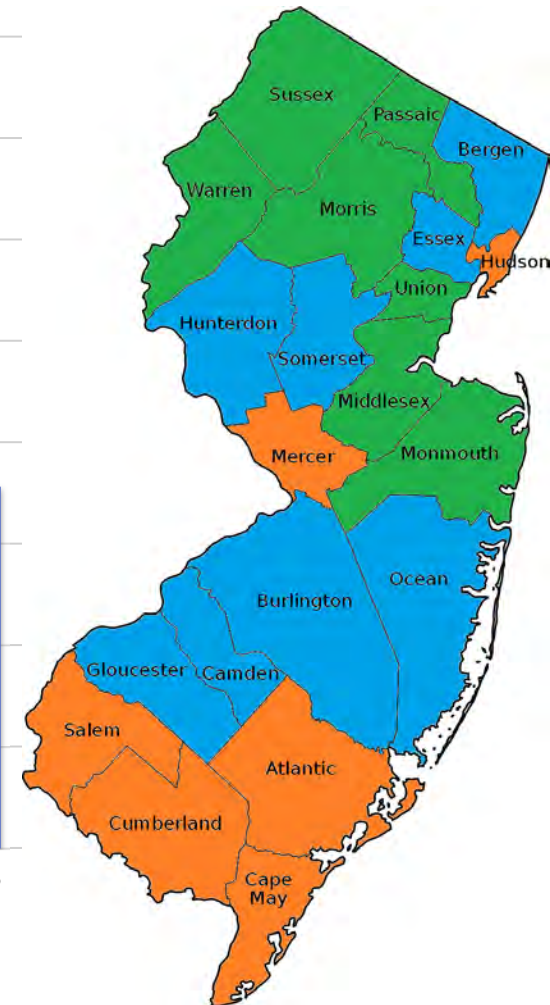 Sussex
Passaic
Bergen
Warren
Morris
Essex
Hudson
Union
Hunterdon
Somerset
Middlesex
Mercer
Monmouth
Ocean
Burlington
Gloucester
Camden
Salem
Atlantic
Cumberland
Cape
May